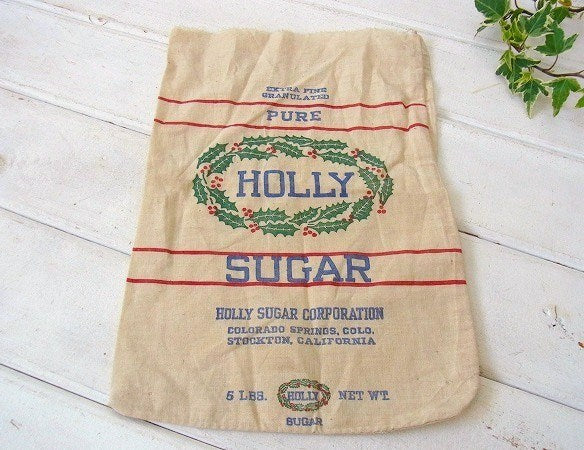 EXTRA FINE
GRANULATED
PURE
HOLLY
SUGAR
HOLLY SUGAR CORPORATION
COLORADO SPRINGS, COLO.
STOCKTON, CALIFORNIA
5 LBS. HOLLY NET WT.
SUGAR